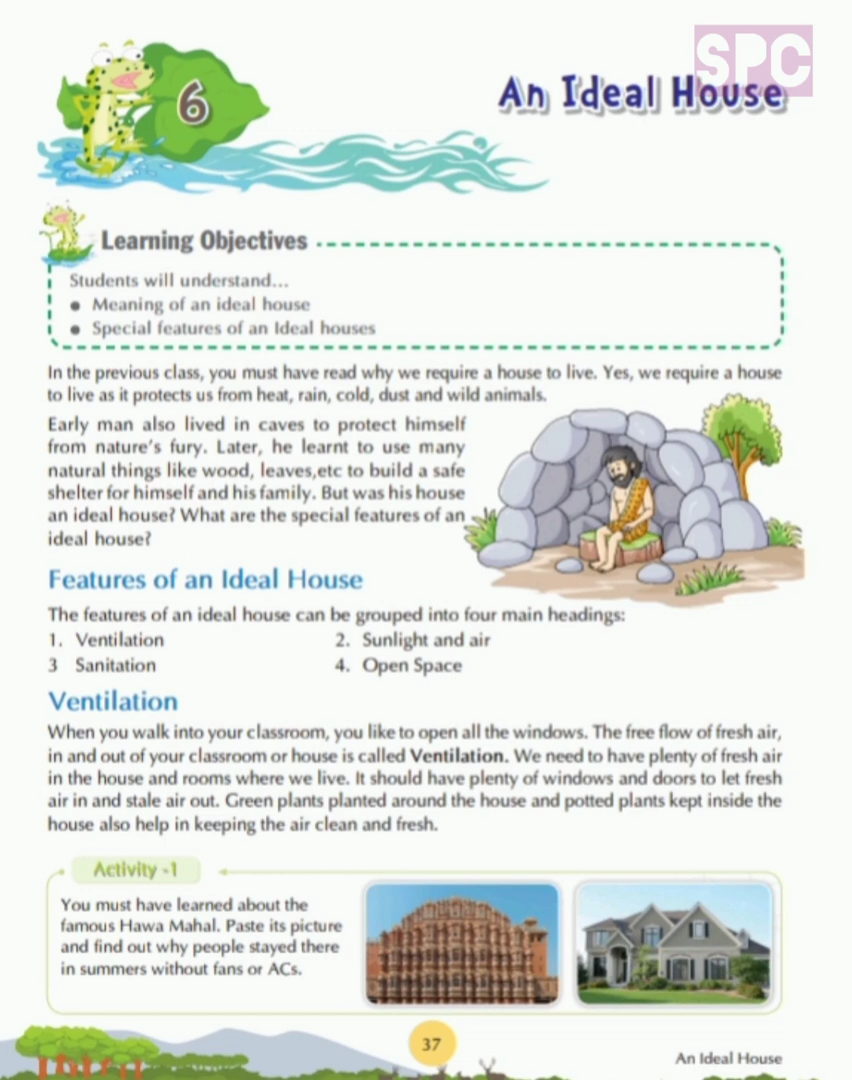 SPC
6
An Ideal House
Learning Objectives
Students will understand...
• Meaning of an ideal house
• Special features of an Ideal houses
In the previous class, you must have read why we require a house to live. Yes, we require a house
to live as it protects us from heat, rain, cold, dust and wild animals.
Early man also lived in caves to protect himself
from nature's fury. Later, he learnt to use many
natural things like wood, leaves,etc to build a safe
shelter for himself and his family. But was his house
an ideal house? What are the special features of an
ideal house?
Features of an Ideal House
The features of an ideal house can be grouped into four main headings:
1. Ventilation 2. Sunlight and air
3 Sanitation 4. Open Space
Ventilation
When you walk into your classroom, you like to open all the windows. The free flow of fresh air,
in and out of your classroom or house is called Ventilation. We need to have plenty of fresh air
in the house and rooms where we live. It should have plenty of windows and doors to let fresh
air in and stale air out. Green plants planted around the house and potted plants kept inside the
house also help in keeping the air clean and fresh.
Activity -1
You must have learned about the
famous Hawa Mahal. Paste its picture
and find out why people stayed there
in summers without fans or ACs.
37
An Ideal House